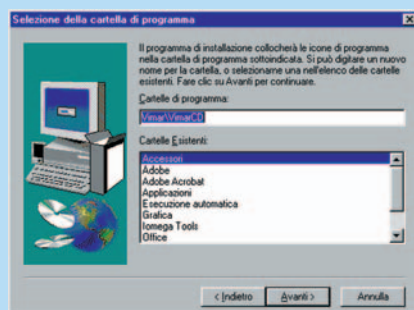 Selezione della cartella di programma
Il programma di installazione collocherà le icone di programma
nella cartella di programma sottoindicata. Si può digitare un nuovo
nome per la cartella, o selezionarne una nell'elenco delle cartelle
esistenti. Fare clic su Avanti per continuare.
Cartelle di programma:
Vimar\VimarCD
Cartelle Esistenti:
Accessori
Adobe
Adobe Acrobat
Applicazioni
Esecuzione automatica
Grafica
Iomega Tools
Office
< Indietro
Avanti >
Annulla